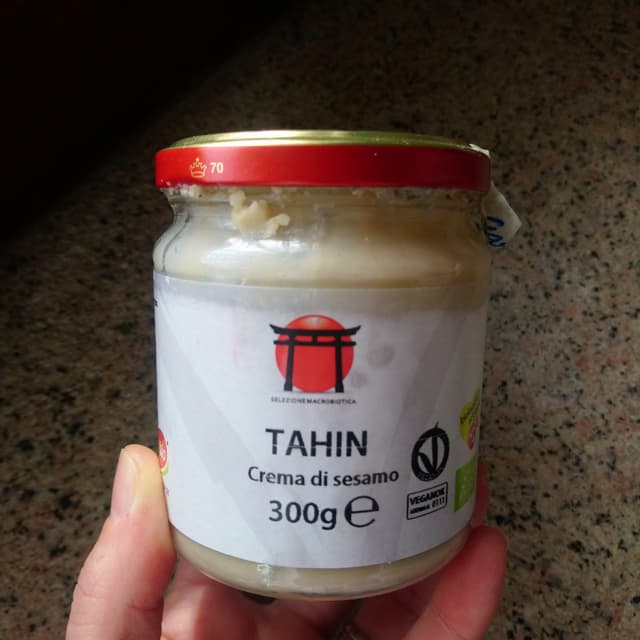 70
SELEZIONE MACROBIOTICA
TAHIN
Crema di sesamo
300g e
VEGANOK